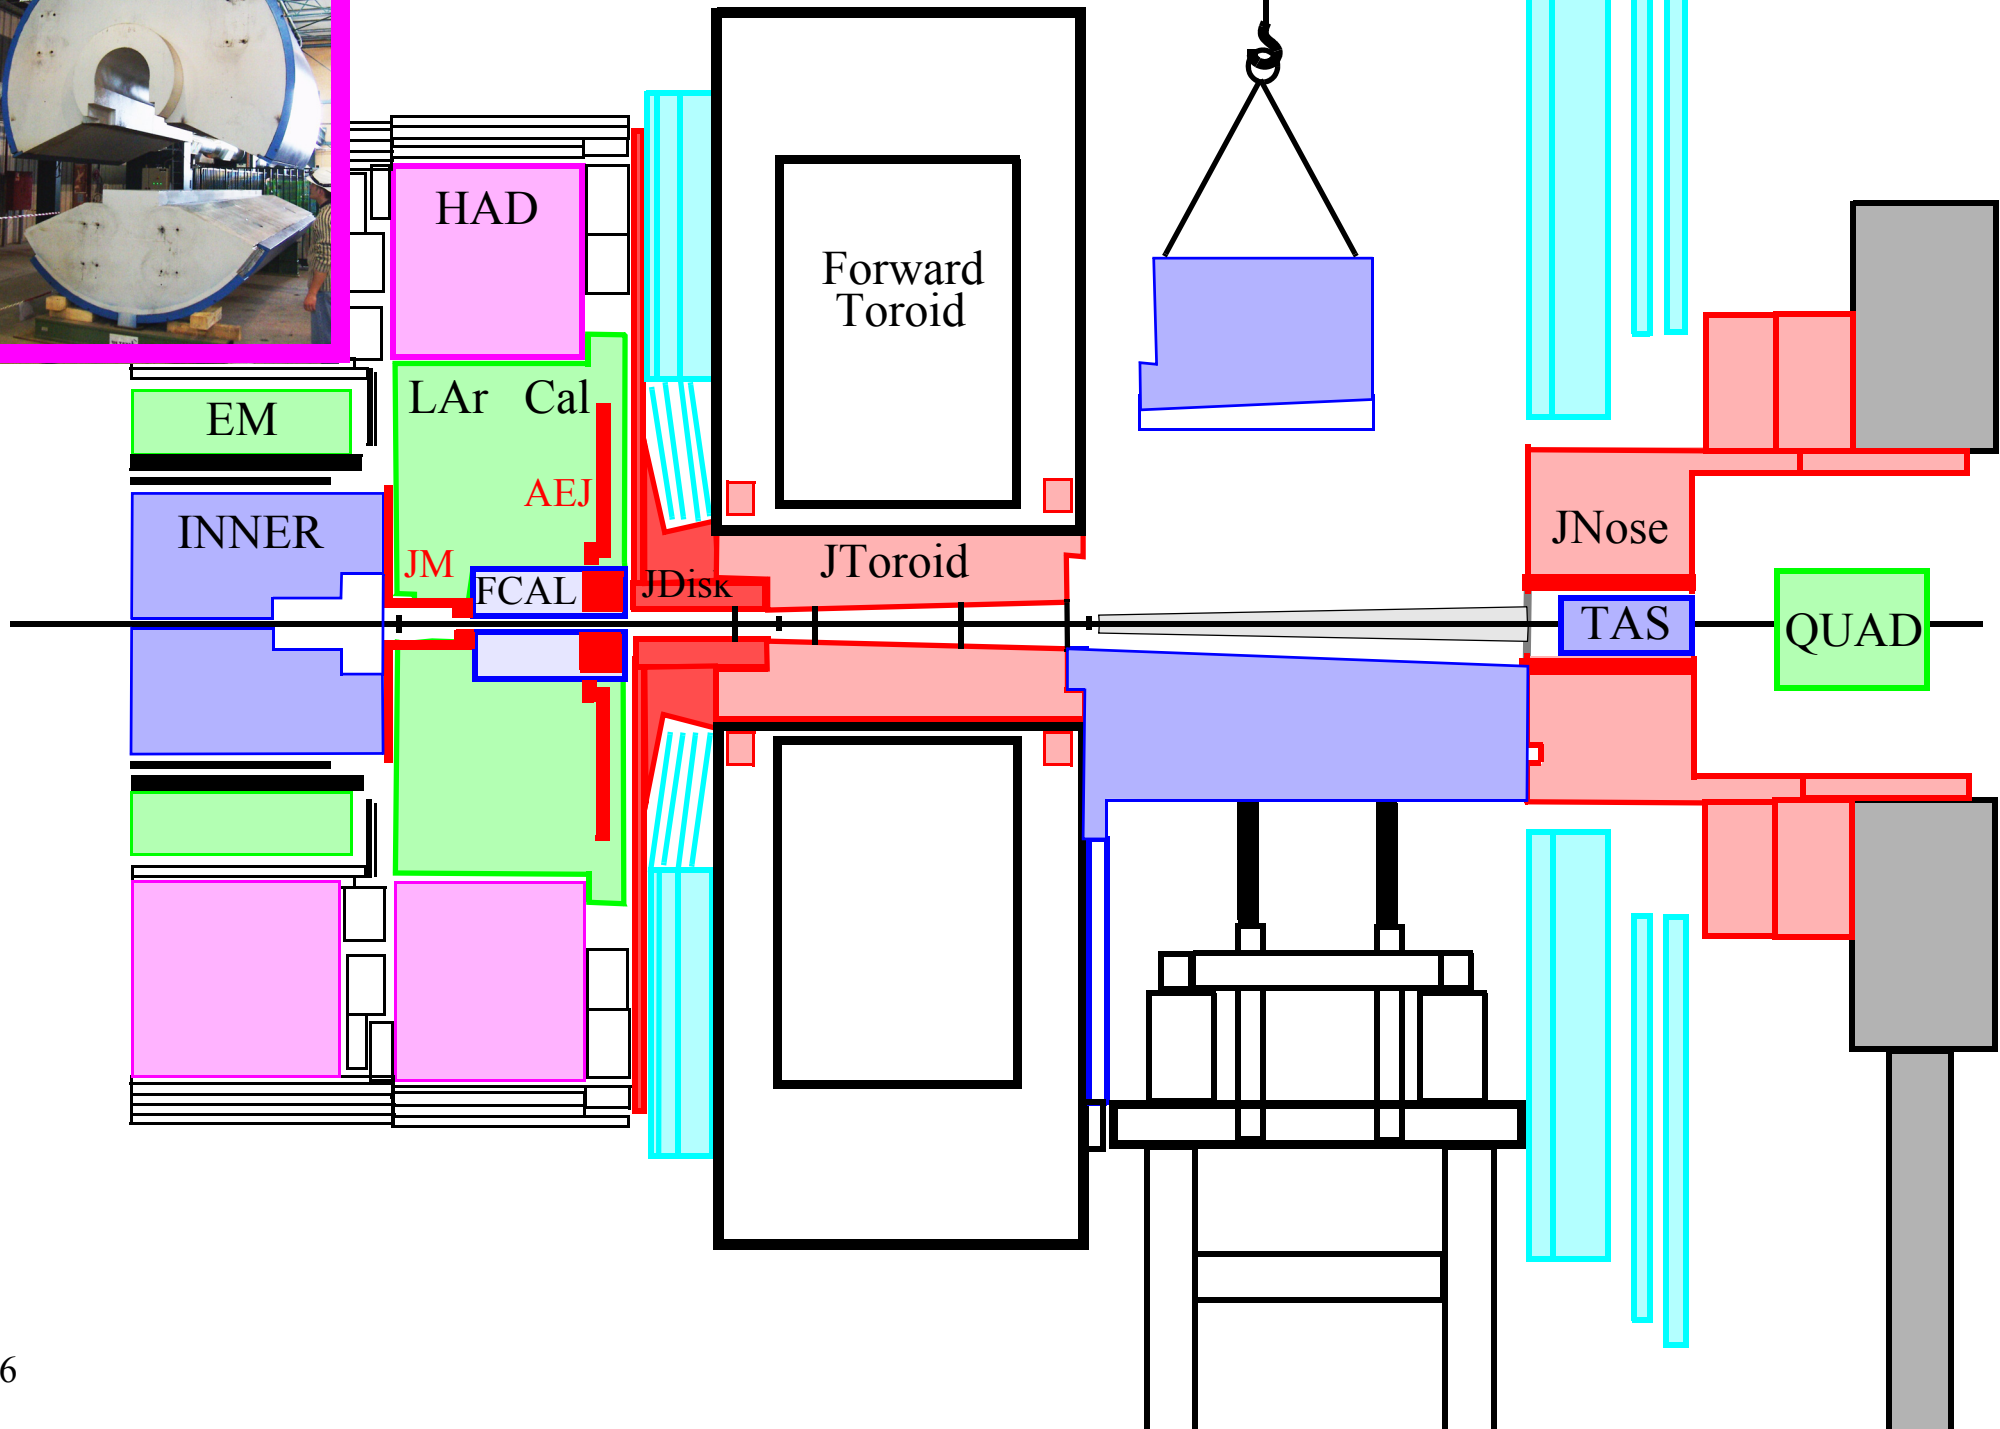 HAD
Forward
Toroid
LAr Cal
EM
AEJ
INNER
JNose
JM
JToroid
FCAL
JDisk
TAS
QUAD
6